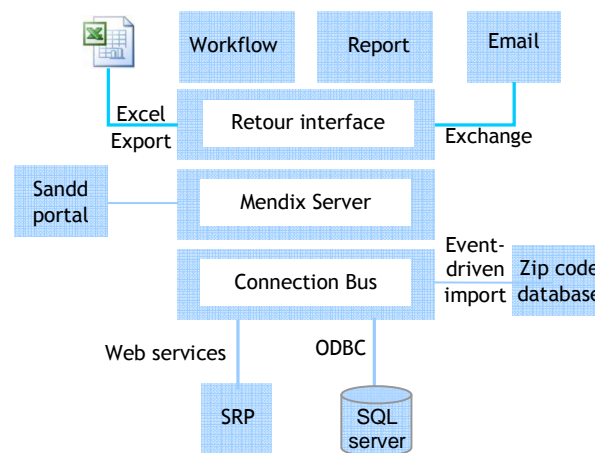 Workflow
Report
Email
Excel
Export
Retour interface
Exchange
Sandd
portal
Mendix Server
Event-
driven
import
Connection Bus
Zip code
database
Web services
ODBC
SRP
SQL
server